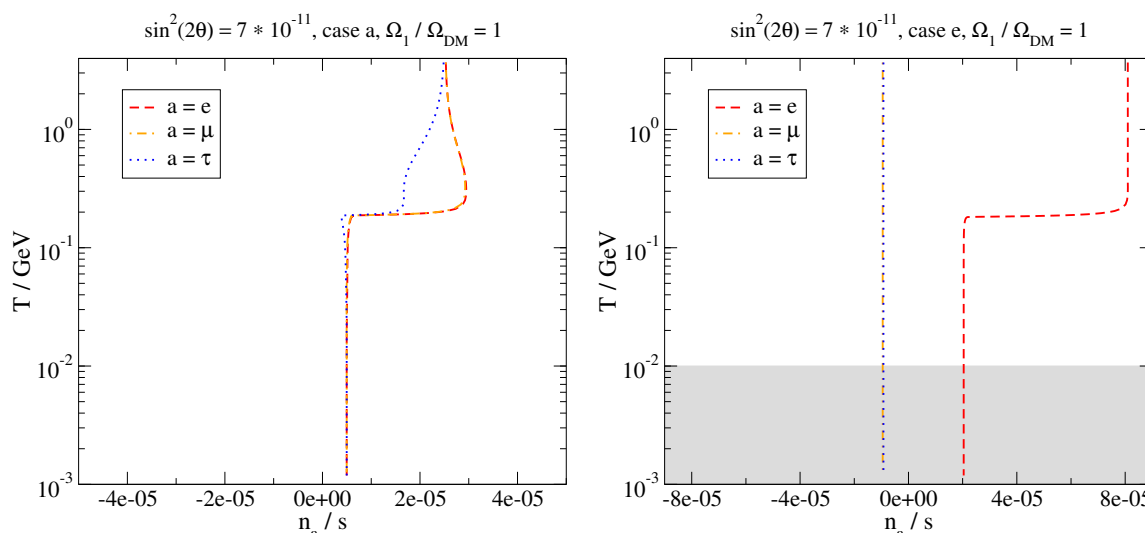 sin²(2θ) = 7 * 10⁻¹¹, case a, Ω₁ / Ω_DM = 1
a = e
a = μ
a = τ
T / GeV
10⁰
10⁻¹
10⁻²
10⁻³
-4e-05 -2e-05 0e+00 2e-05 4e-05
n / s
sin²(2θ) = 7 * 10⁻¹¹, case e, Ω₁ / Ω_DM = 1
a = e
a = μ
a = τ
T / GeV
10⁰
10⁻¹
10⁻²
10⁻³
-8e-05 -4e-05 0e+00 4e-05 8e-05
n / s